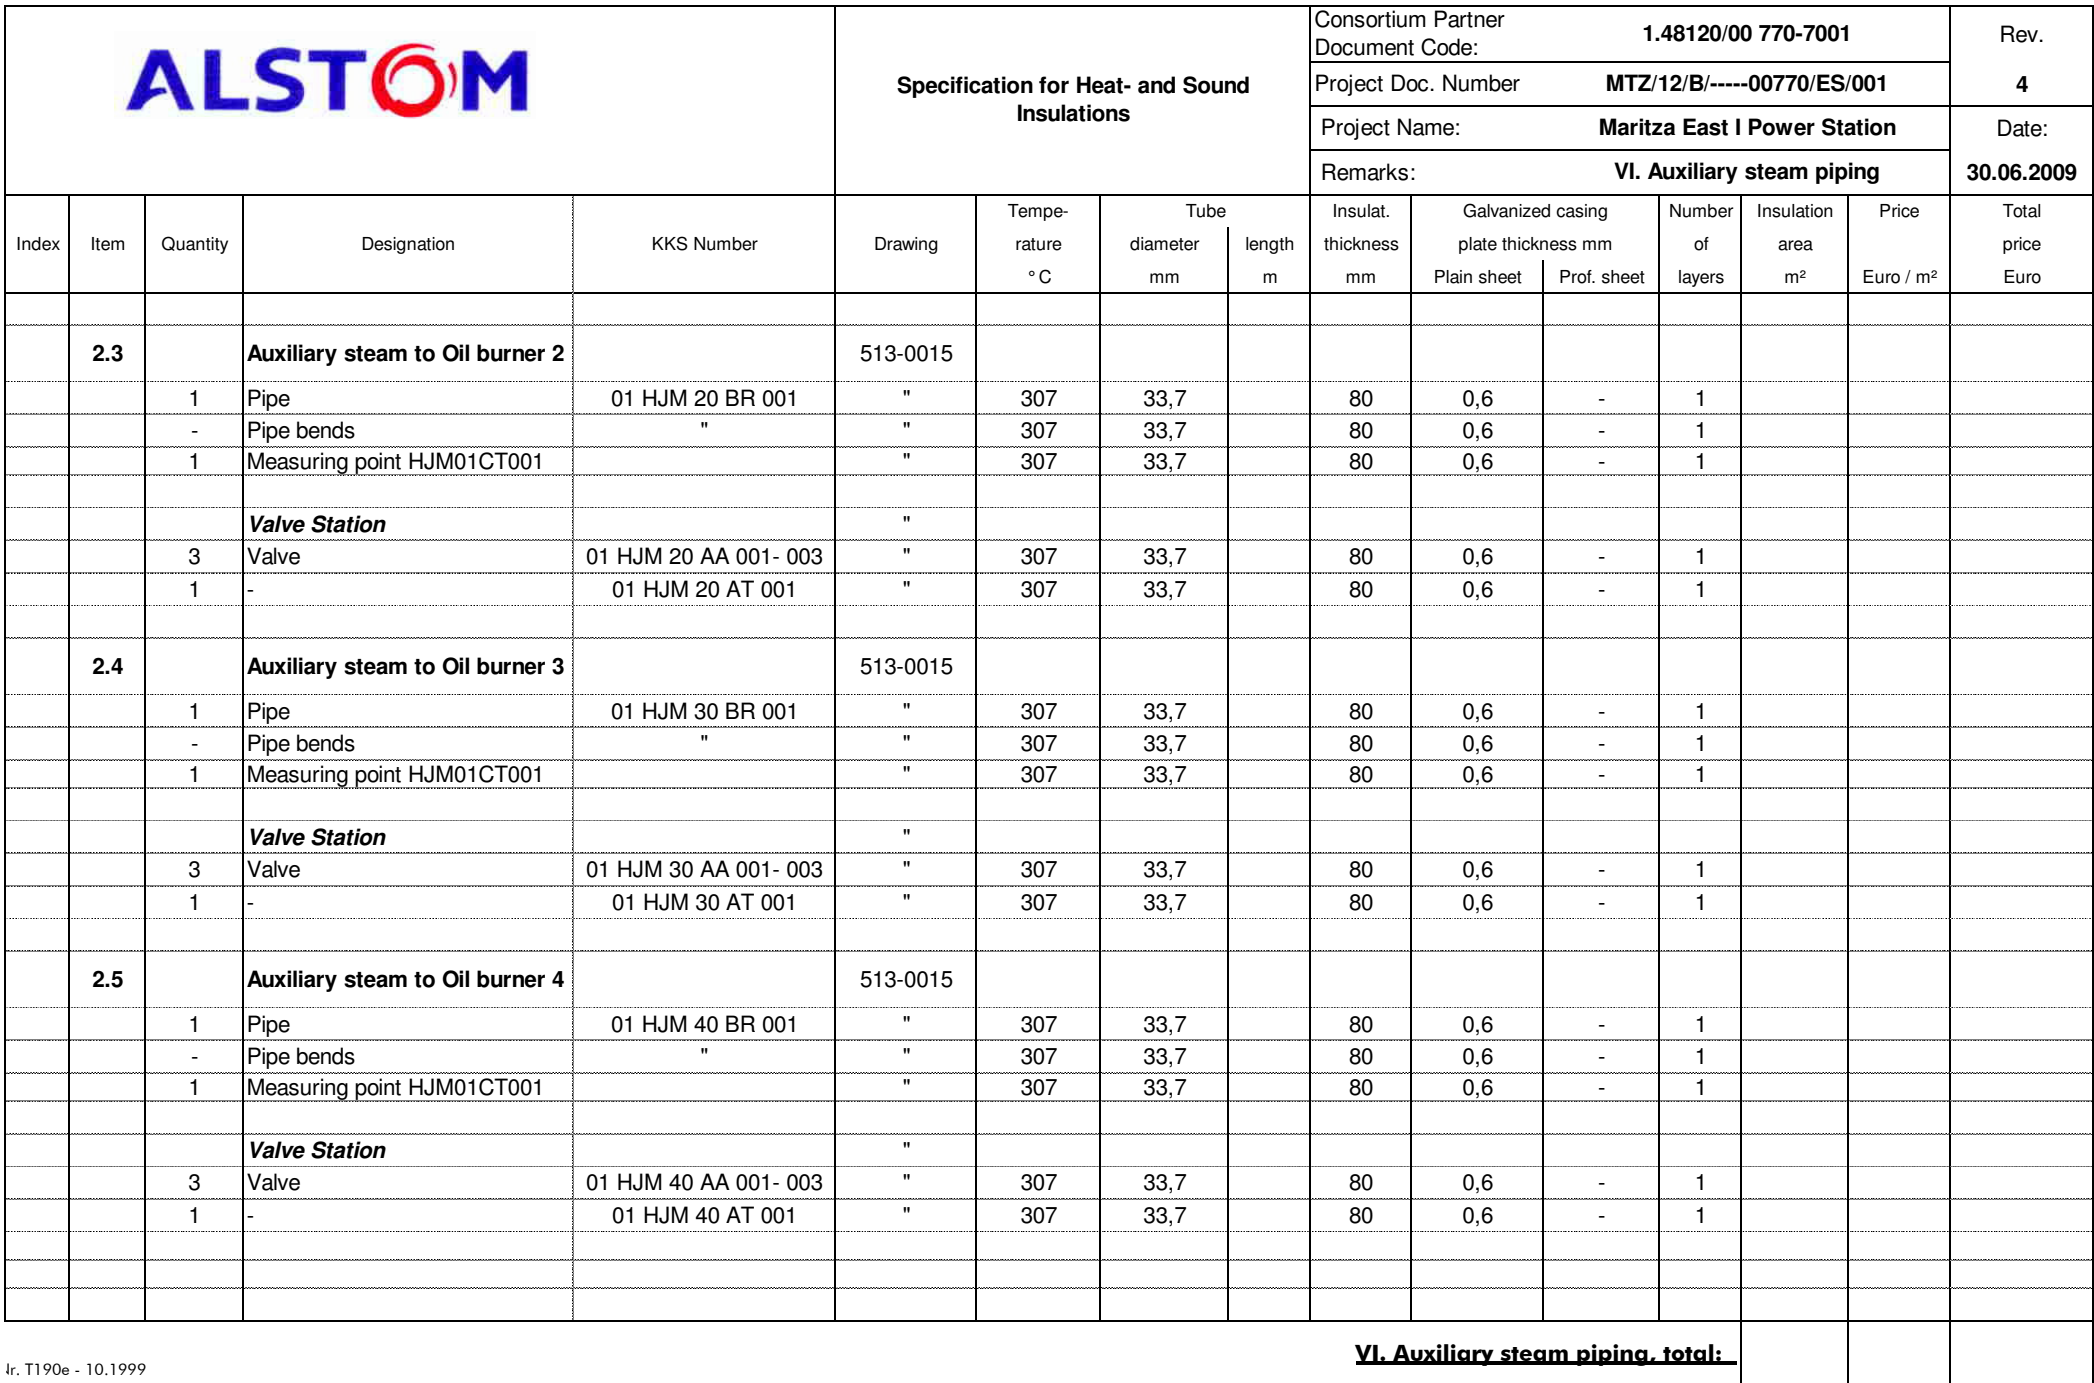 ALSTOM
Specification for Heat- and Sound
Insulations
Consortium Partner
Document Code: 1.48120/00 770-7001
Rev.
Project Doc. Number MTZ/12/B/-----00770/ES/001 4
Project Name: Maritza East I Power Station Date:
Remarks: VI. Auxiliary steam piping 30.06.2009
Tempe- Tube Insulat. Galvanized casing Number Insulation Price Total
Index Item Quantity Designation KKS Number Drawing rature diameter length thickness plate thickness mm of area price
° C mm m mm Plain sheet Prof. sheet layers m² Euro / m² Euro
2.3 Auxiliary steam to Oil burner 2 513-0015
1 Pipe 01 HJM 20 BR 001 " 307 33,7 80 0,6 - 1
- Pipe bends " " 307 33,7 80 0,6 - 1
1 Measuring point HJM01CT001 " 307 33,7 80 0,6 - 1
Valve Station "
3 Valve 01 HJM 20 AA 001- 003 " 307 33,7 80 0,6 - 1
1 - 01 HJM 20 AT 001 " 307 33,7 80 0,6 - 1
2.4 Auxiliary steam to Oil burner 3 513-0015
1 Pipe 01 HJM 30 BR 001 " 307 33,7 80 0,6 - 1
- Pipe bends " " 307 33,7 80 0,6 - 1
1 Measuring point HJM01CT001 " 307 33,7 80 0,6 - 1
Valve Station "
3 Valve 01 HJM 30 AA 001- 003 " 307 33,7 80 0,6 - 1
1 - 01 HJM 30 AT 001 " 307 33,7 80 0,6 - 1
2.5 Auxiliary steam to Oil burner 4 513-0015
1 Pipe 01 HJM 40 BR 001 " 307 33,7 80 0,6 - 1
- Pipe bends " " 307 33,7 80 0,6 - 1
1 Measuring point HJM01CT001 " 307 33,7 80 0,6 - 1
Valve Station "
3 Valve 01 HJM 40 AA 001- 003 " 307 33,7 80 0,6 - 1
1 - 01 HJM 40 AT 001 " 307 33,7 80 0,6 - 1
VI. Auxiliary steam piping, total:
T190e - 10.1999